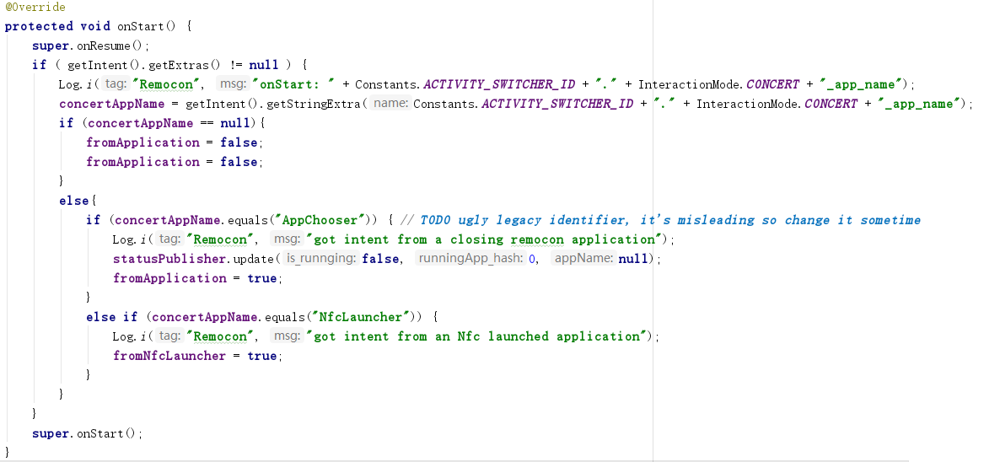 @Override
protected void onStart() {
super.onResume();
if ( getIntent().getExtras() != null ) {
Log.i( tag: "Remocon", msg: "onStart: " + Constants.ACTIVITY_SWITCHER_ID + "." + InteractionMode.CONCERT + "_app_name");
concertAppName = getIntent().getStringExtra( name: Constants.ACTIVITY_SWITCHER_ID + "." + InteractionMode.CONCERT + "_app_name");
if (concertAppName == null){
fromApplication = false;
fromApplication = false;
}
else{
if (concertAppName.equals("AppChooser")) { // TODO ugly legacy identifier, it's misleading so change it sometime
Log.i( tag: "Remocon", msg: "got intent from a closing remocon application");
statusPublisher.update( is_runnging: false, runningApp_hash: 0, appName: null);
fromApplication = true;
}
else if (concertAppName.equals("NfcLauncher")) {
Log.i( tag: "Remocon", msg: "got intent from an Nfc launched application");
fromNfcLauncher = true;
}
}
}
super.onStart();
}